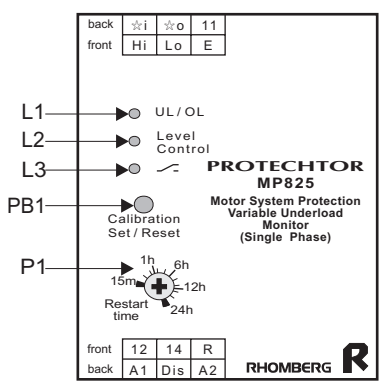 back ☆i ☆o 11
front Hi Lo E
L1 UL/OL
L2 Level
Control
L3
PROTECHTOR
MP825
Motor System Protection
Variable Underload
Monitor
(Single Phase)
PB1
Calibration
Set/Reset
P1
1h 6h
15m 12h
Restart
time
24h
front 12 14 R
back A1 Dis A2
RHOMBERG R